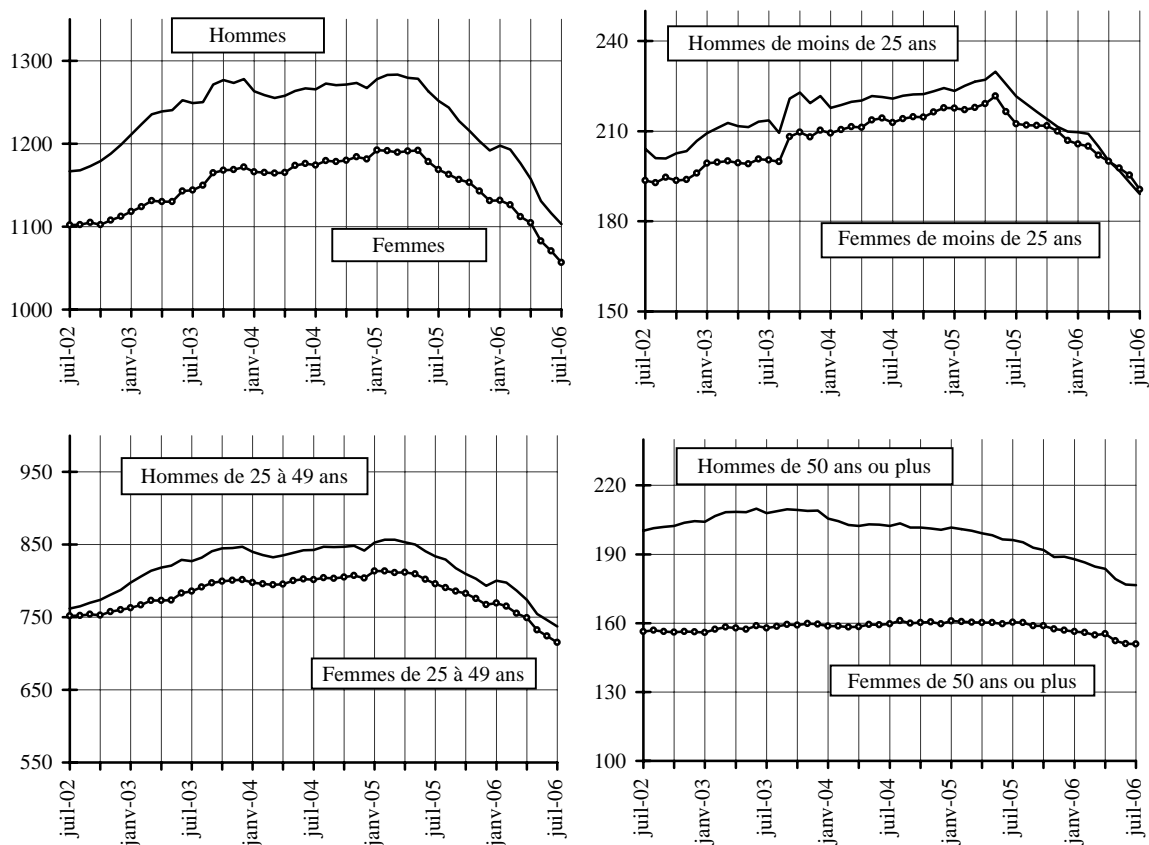 Hommes
1300
1200
1100
1000
Femmes
juil-02
janv-03
juil-03
janv-04
juil-04
janv-05
juil-05
janv-06
juil-06
Hommes de moins de 25 ans
240
210
180
150
Femmes de moins de 25 ans
juil-02
janv-03
juil-03
janv-04
juil-04
janv-05
juil-05
janv-06
juil-06
Hommes de 25 à 49 ans
950
850
750
650
550
Femmes de 25 à 49 ans
juil-02
janv-03
juil-03
janv-04
juil-04
janv-05
juil-05
janv-06
juil-06
Hommes de 50 ans ou plus
220
190
160
130
100
Femmes de 50 ans ou plus
juil-02
janv-03
juil-03
janv-04
juil-04
janv-05
juil-05
janv-06
juil-06